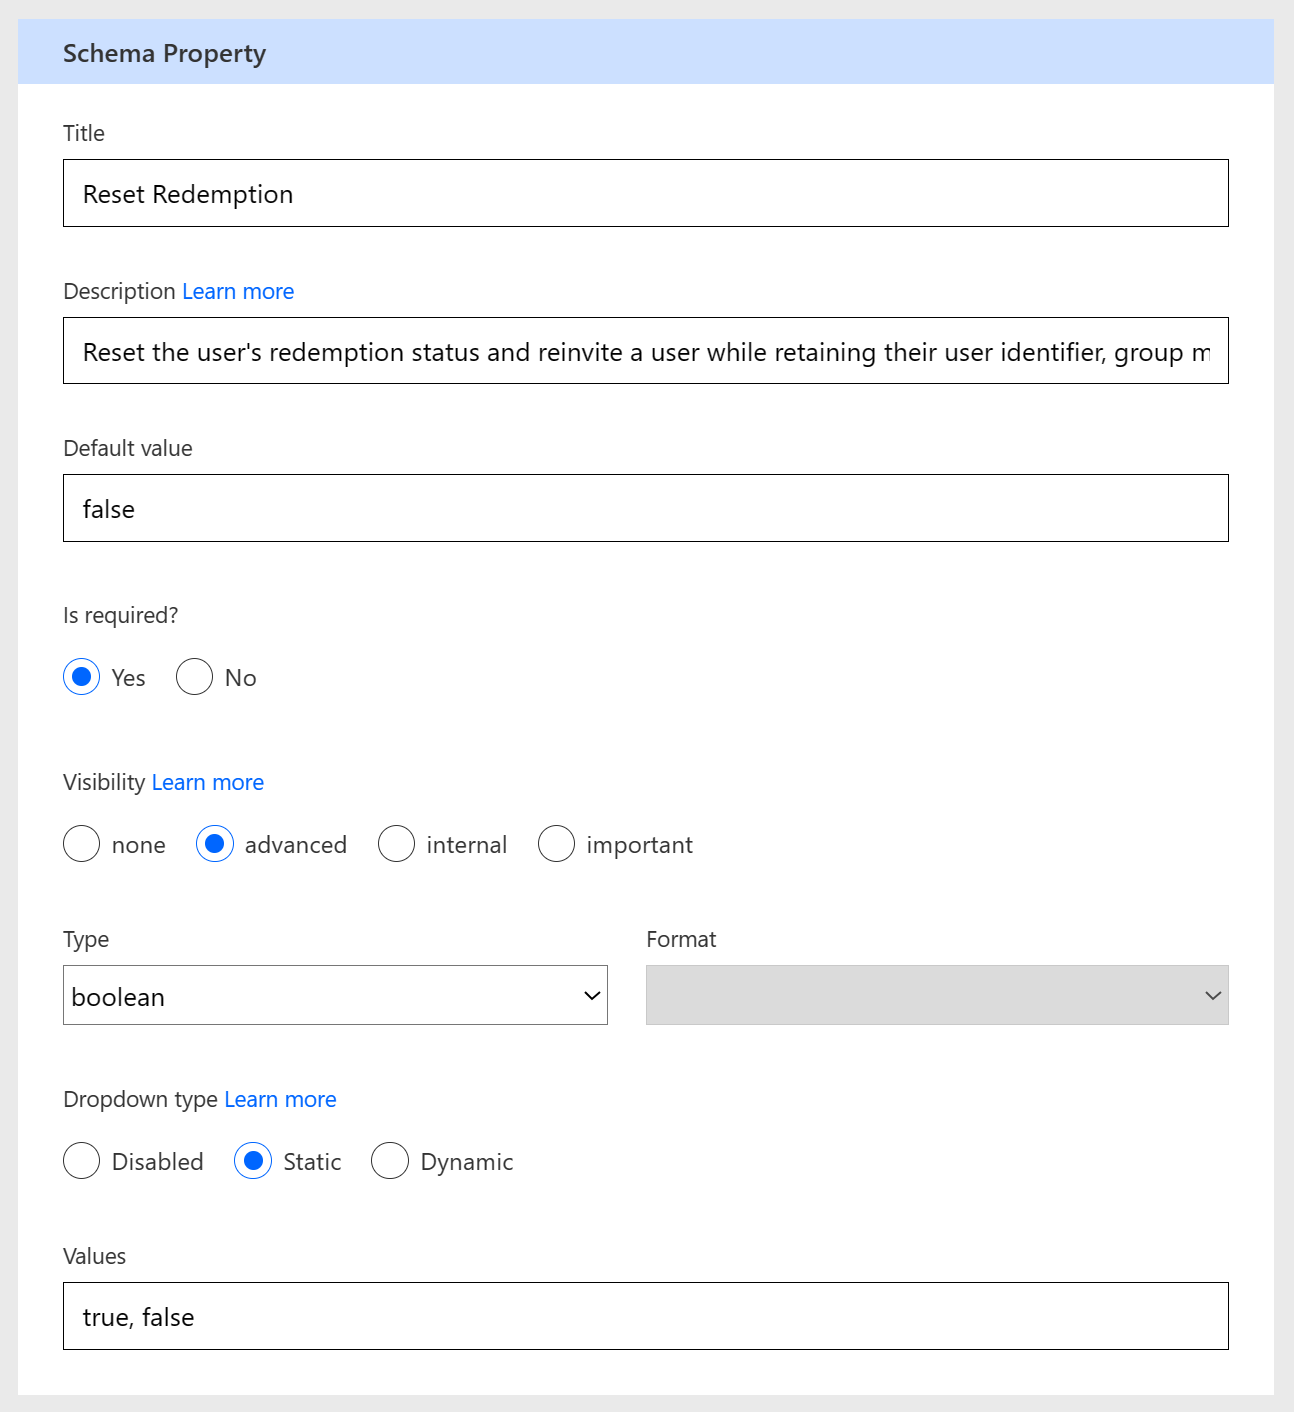 Schema Property
Title
Reset Redemption
Description Learn more
Reset the user's redemption status and reinvite a user while retaining their user identifier, group
Default value
false
Is required?
Yes No
Visibility Learn more
none advanced internal important
Type Format
boolean
Dropdown type Learn more
Disabled Static Dynamic
Values
true, false